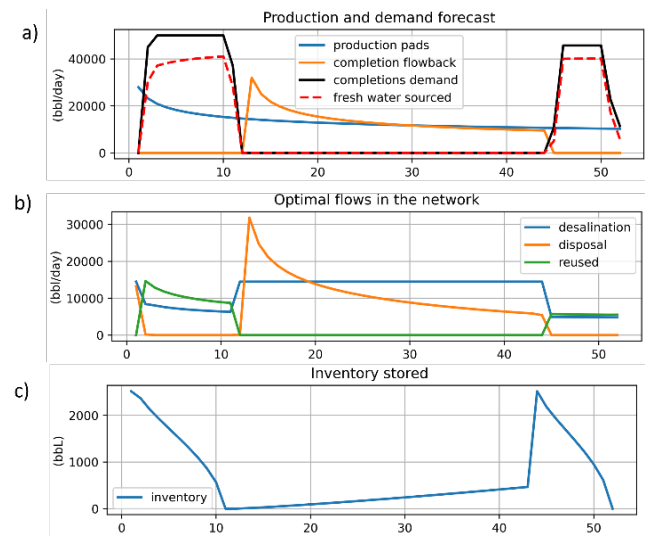 a)
Production and demand forecast
(bbl/day)
40000
20000
0
production pads
completion flowback
completions demand
fresh water sourced
0 10 20 30 40 50
b)
Optimal flows in the network
(bbl/day)
30000
20000
10000
0
desalination
disposal
reused
0 10 20 30 40 50
c)
Inventory stored
(bbL)
2000
1000
0
inventory
0 10 20 30 40 50